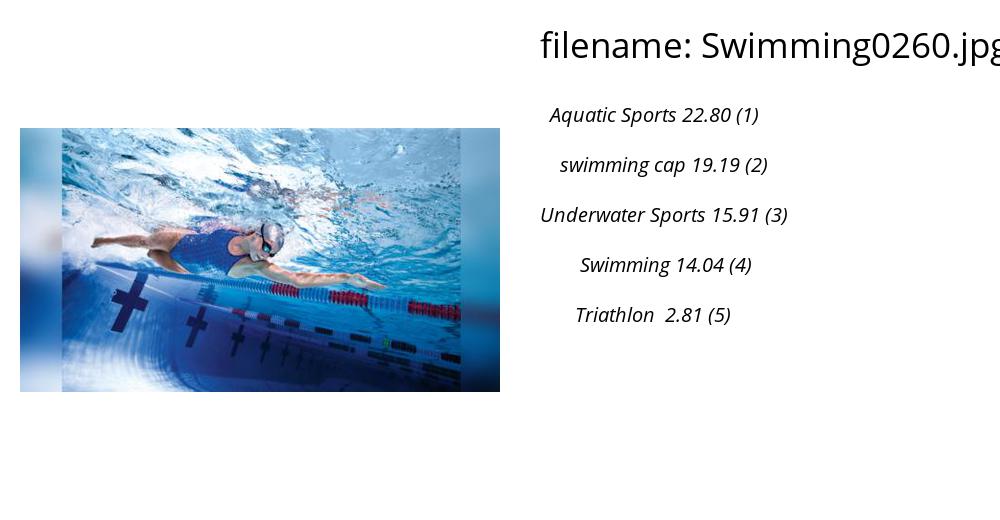 filename: Swimming0260.jpg
Aquatic Sports 22.80 (1)
swimming cap 19.19 (2)
Underwater Sports 15.91 (3)
Swimming 14.04 (4)
Triathlon 2.81 (5)